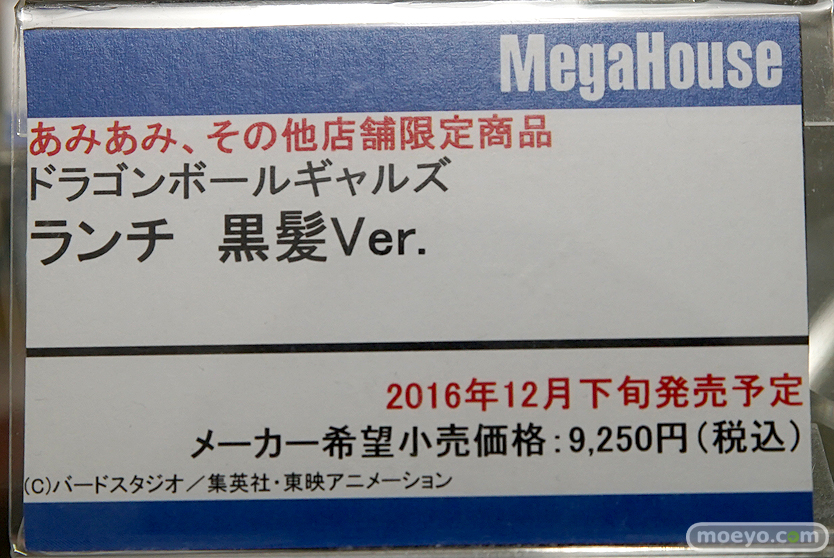 MegaHouse
あみあみ、その他店舗限定商品
ドラゴンボールギャルズ
ランチ　黒髪Ver.
2016年12月下旬発売予定
メーカー希望小売価格：9,250円（税込）
(C)バードスタジオ／集英社・東映アニメーション
moeyo.com